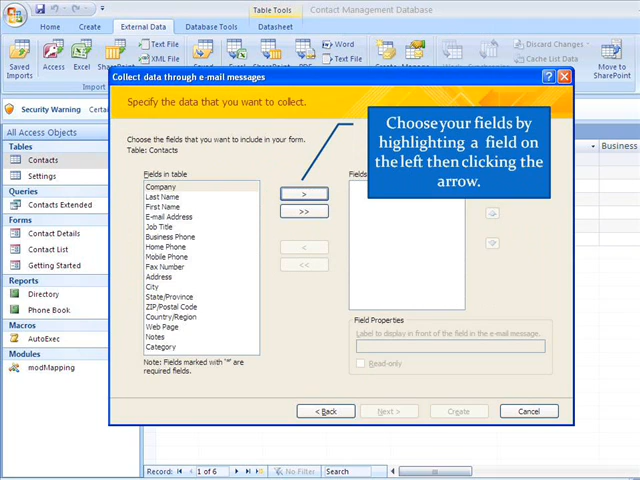 Table Tools
Contact Management Database
Home
Create
External Data
Database Tools
Datasheet
Saved Imports
Access
Excel
Text File
XML File
Word
Discard Changes
Cache List Data
Move to SharePoint
Collect data through e-mail messages
Security Warning
Specify the data that you want to collect.
Choose your fields by
highlighting a field on
the left then clicking the
arrow.
All Access Objects
Tables
Contacts
Settings
Queries
Contacts Extended
Forms
Contact Details
Contact List
Getting Started
Reports
Directory
Phone Book
Macros
AutoExec
Modules
modMapping
Choose the fields that you want to include in your form.
Table: Contacts
Business
Fields in table
Company
Last Name
First Name
E-mail Address
Job Title
Business Phone
Home Phone
Mobile Phone
Fax Number
Address
City
State/Province
ZIP/Postal Code
Country/Region
Web Page
Notes
Category
>
>>
<
<<
Note: Fields marked with "*" are
required fields.
Field Properties
Label to display in front of the field in the e-mail message.
Read-only
< Back
Next >
Create
Cancel
Record:
1 of 6
No Filter
Search